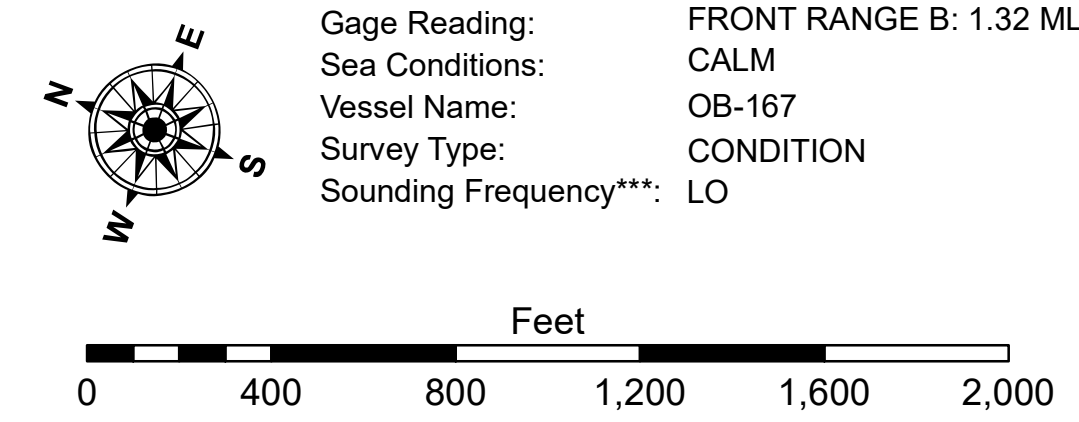 E
N
S
W
Gage Reading: FRONT RANGE B: 1.32 ML
Sea Conditions: CALM
Vessel Name: OB-167
Survey Type: CONDITION
Sounding Frequency***: LO
Feet
0 400 800 1,200 1,600 2,000